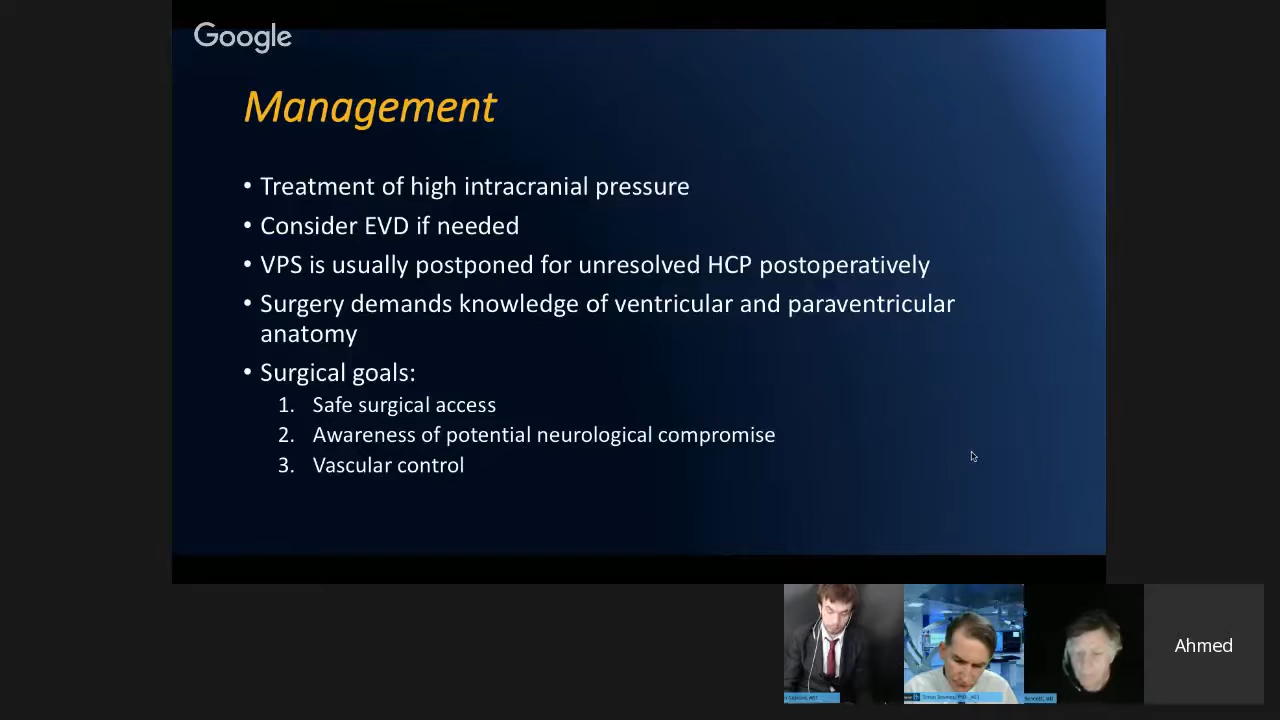 Google
Management
• Treatment of high intracranial pressure
• Consider EVD if needed
• VPS is usually postponed for unresolved HCP postoperatively
• Surgery demands knowledge of ventricular and paraventricular
anatomy
• Surgical goals:
1. Safe surgical access
2. Awareness of potential neurological compromise
3. Vascular control
Ahmed